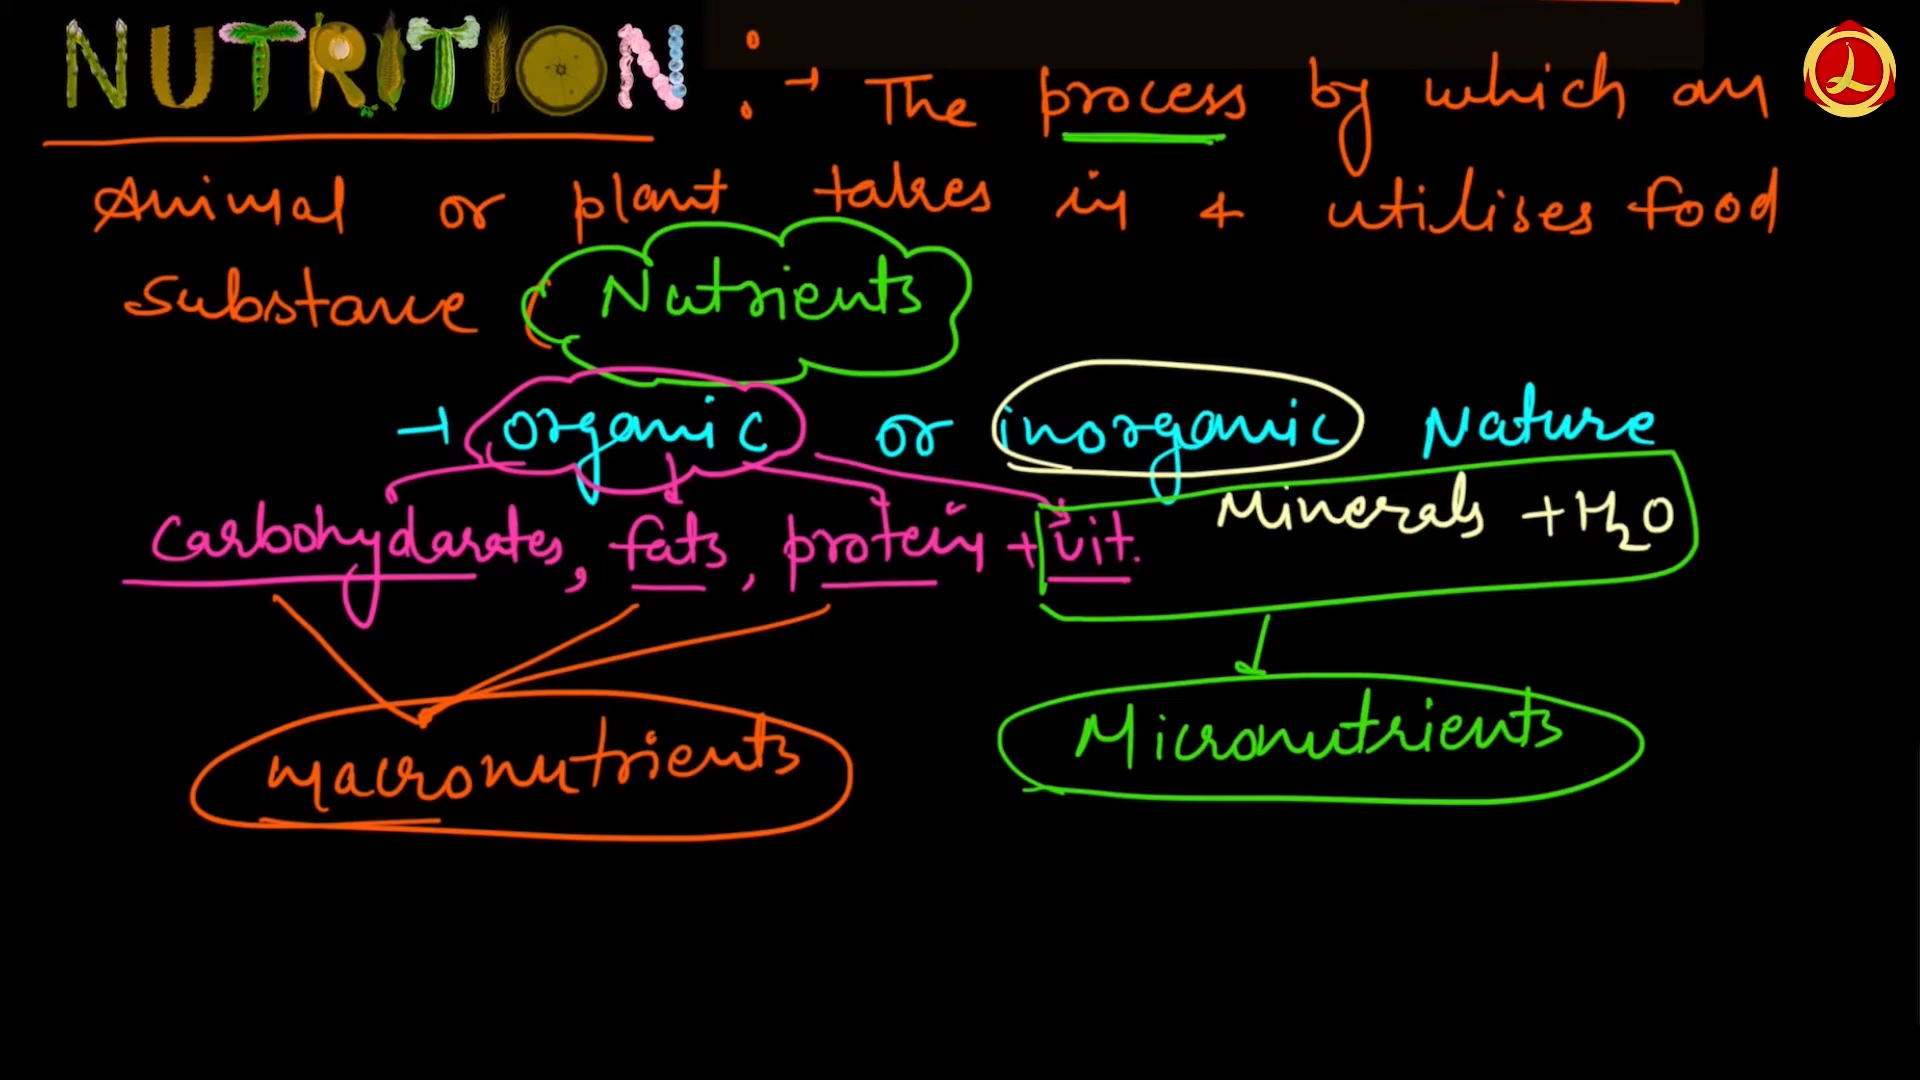 NUTRITION :→ The process by which an
Animal or plant takes in + utilises food
Substance (Nutrients
→ organic or inorganic Nature
Minerals + H2O
Carbohydarates, fats, protein + vit.
macronutrients
Micronutrients